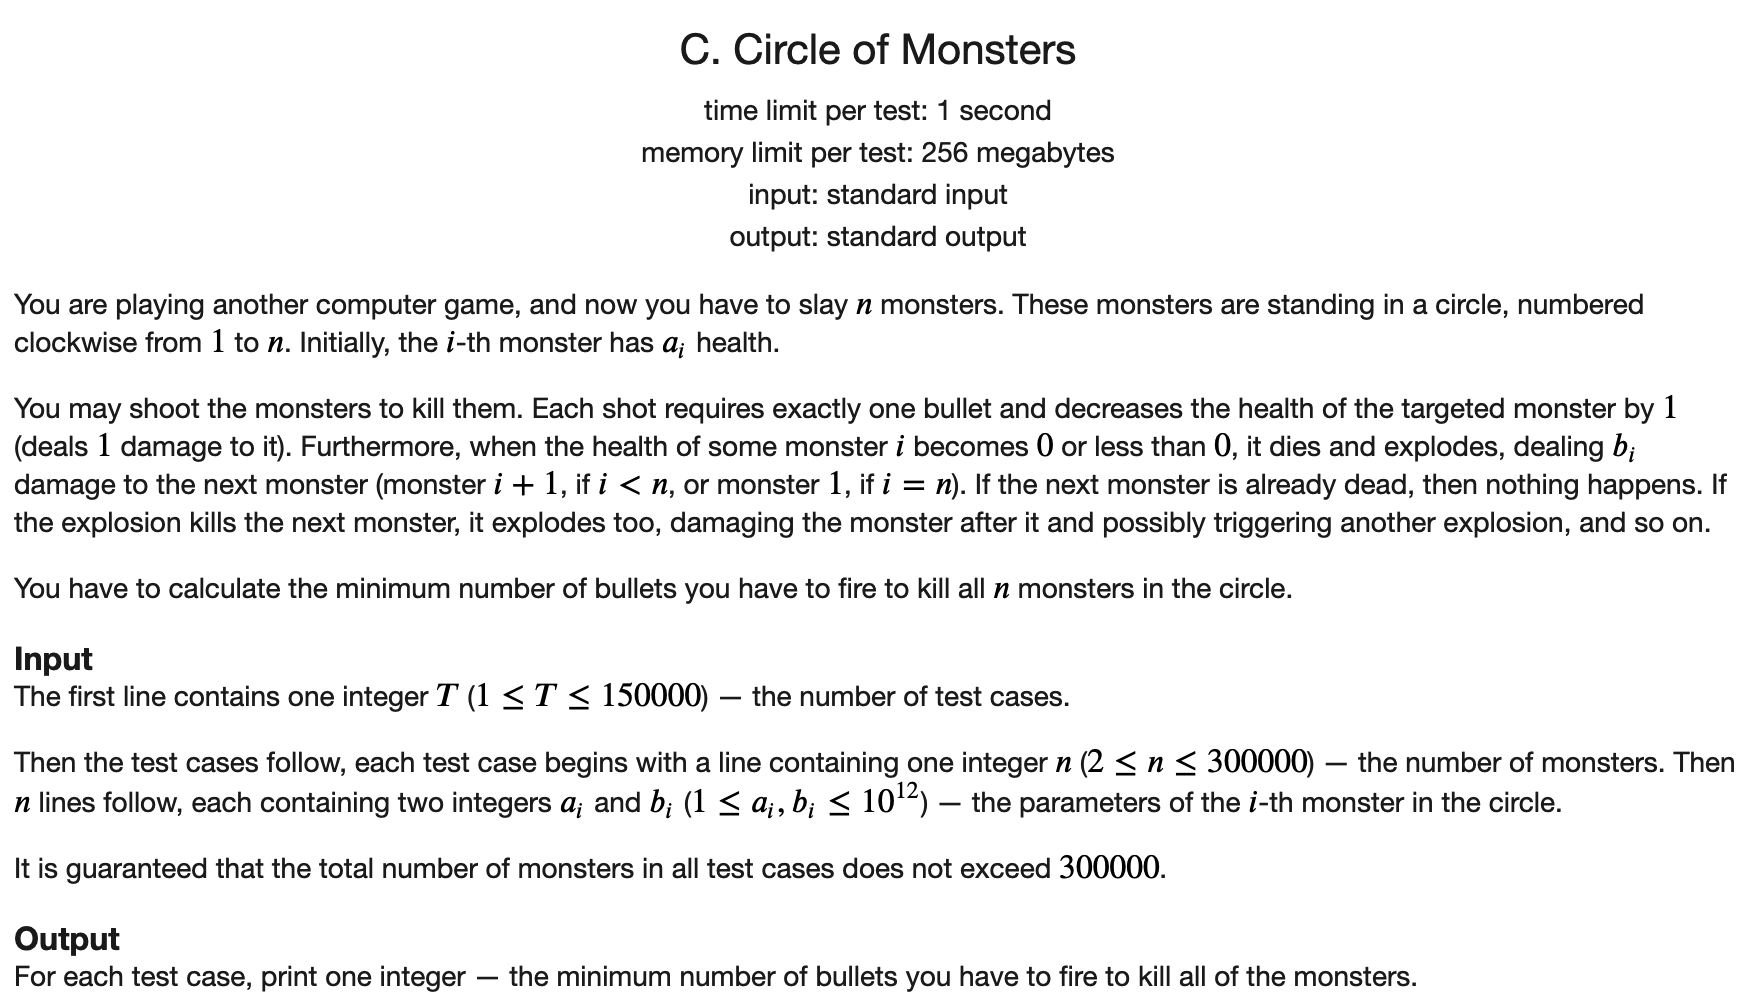 C. Circle of Monsters
time limit per test: 1 second
memory limit per test: 256 megabytes
input: standard input
output: standard output
You are playing another computer game, and now you have to slay n monsters. These monsters are standing in a circle, numbered
clockwise from 1 to n. Initially, the i-th monster has a_i health.
You may shoot the monsters to kill them. Each shot requires exactly one bullet and decreases the health of the targeted monster by 1
(deals 1 damage to it). Furthermore, when the health of some monster i becomes 0 or less than 0, it dies and explodes, dealing b_i
damage to the next monster (monster i + 1, if i < n, or monster 1, if i = n). If the next monster is already dead, then nothing happens. If
the explosion kills the next monster, it explodes too, damaging the monster after it and possibly triggering another explosion, and so on.
You have to calculate the minimum number of bullets you have to fire to kill all n monsters in the circle.
Input
The first line contains one integer T (1 ≤ T ≤ 150000) — the number of test cases.
Then the test cases follow, each test case begins with a line containing one integer n (2 ≤ n ≤ 300000) — the number of monsters. Then
n lines follow, each containing two integers a_i and b_i (1 ≤ a_i, b_i ≤ 10^12) — the parameters of the i-th monster in the circle.
It is guaranteed that the total number of monsters in all test cases does not exceed 300000.
Output
For each test case, print one integer — the minimum number of bullets you have to fire to kill all of the monsters.